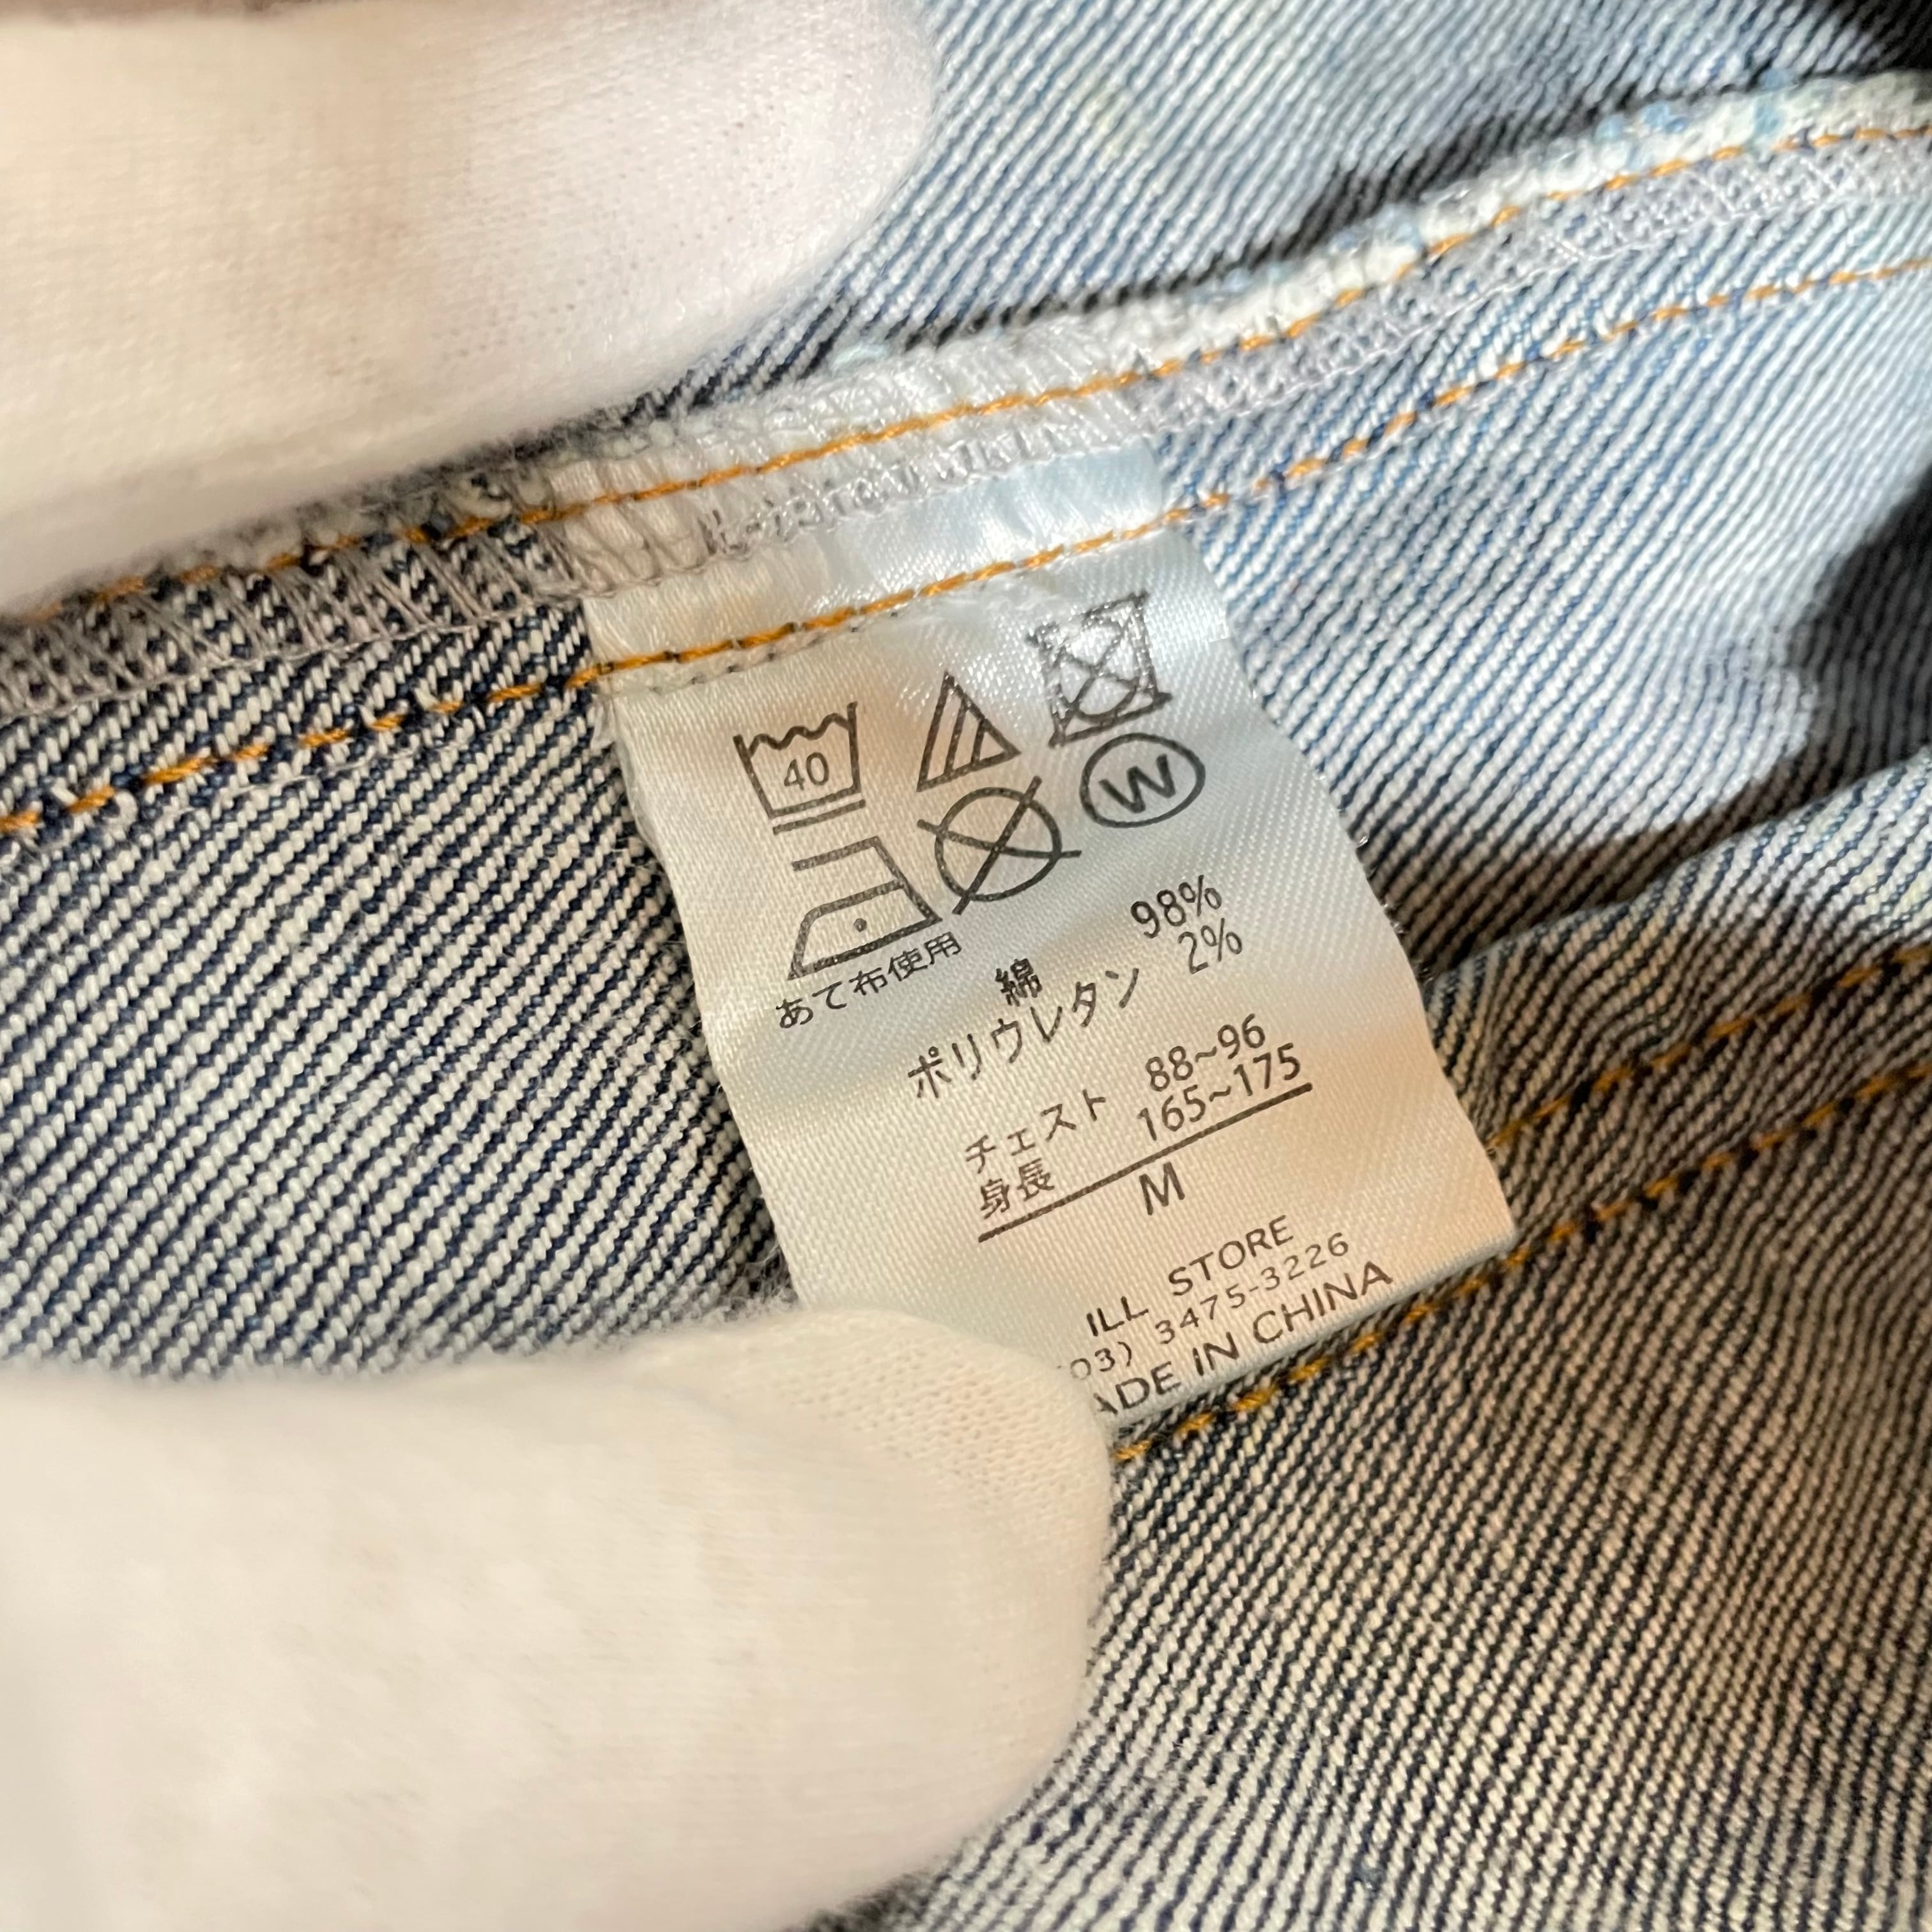 40
W
あて布使用
綿 98%
ポリウレタン 2%
チェスト 88~96
身長 165~175
M
ILL STORE
03) 3475-3226
ADE IN CHINA